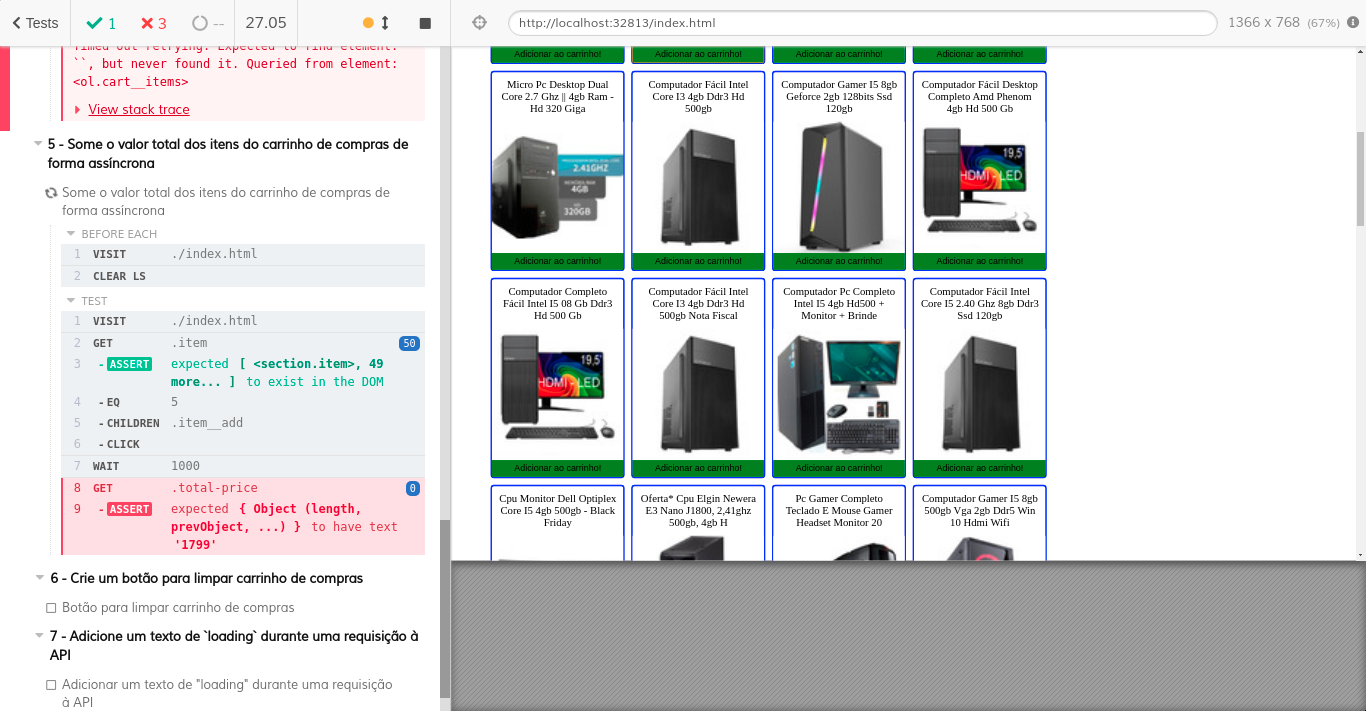 Tests
1
3
--
27.05
http://localhost:32813/index.html
1366 x 768 (67%)
Timed out retrying: Expected to find element:
``, but never found it. Queried from element:
<ol.cart__items>
View stack trace
5 - Some o valor total dos itens do carrinho de compras de
forma assíncrona
Some o valor total dos itens do carrinho de compras de
forma assíncrona
BEFORE EACH
1 VISIT ./index.html
2 CLEAR LS
TEST
1 VISIT ./index.html
2 GET .item 50
3 -ASSERT expected [ <section.item>, 49
more... ] to exist in the DOM
4 -EQ 5
5 -CHILDREN .item__add
6 -CLICK
7 WAIT 1000
8 GET .total-price 0
9 -ASSERT expected { Object (length,
prevObject, ...) } to have text
'1799'
6 - Crie um botão para limpar carrinho de compras
Botão para limpar carrinho de compras
7 - Adicione um texto de `loading` durante uma requisição à
API
Adicionar um texto de "loading" durante uma requisição
à API
Adicionar ao carrinho!
Adicionar ao carrinho!
Adicionar ao carrinho!
Adicionar ao carrinho!
Micro Pc Desktop Dual
Core 2.7 Ghz || 4gb Ram -
Hd 320 Giga
2.41GHZ
4GB
320GB
Adicionar ao carrinho!
Computador Fácil Intel
Core I3 4gb Ddr3 Hd
500gb
Adicionar ao carrinho!
Computador Gamer I5 8gb
Geforce 2gb 128bits Ssd
120gb
Adicionar ao carrinho!
Computador Fácil Desktop
Completo Amd Phenom
4gb Hd 500 Gb
19,5"
HDMI - LED
Adicionar ao carrinho!
Computador Completo
Fácil Intel I5 08 Gb Ddr3
Hd 500 Gb
19,5"
HDMI - LED
Adicionar ao carrinho!
Computador Fácil Intel
Core I3 4gb Ddr3 Hd
500gb Nota Fiscal
Adicionar ao carrinho!
Computador Pc Completo
Intel I5 4gb Hd500 +
Monitor + Brinde
Adicionar ao carrinho!
Computador Fácil Intel
Core I5 2.40 Ghz 8gb Ddr3
Ssd 120gb
Adicionar ao carrinho!
Cpu Monitor Dell Optiplex
Core I5 4gb 500gb - Black
Friday
Oferta* Cpu Elgin Newera
E3 Nano J1800, 2,41ghz
500gb, 4gb H
Pc Gamer Completo
Teclado E Mouse Gamer
Headset Monitor 20
Computador Gamer I5 8gb
500gb Vga 2gb Ddr5 Win
10 Hdmi Wifi